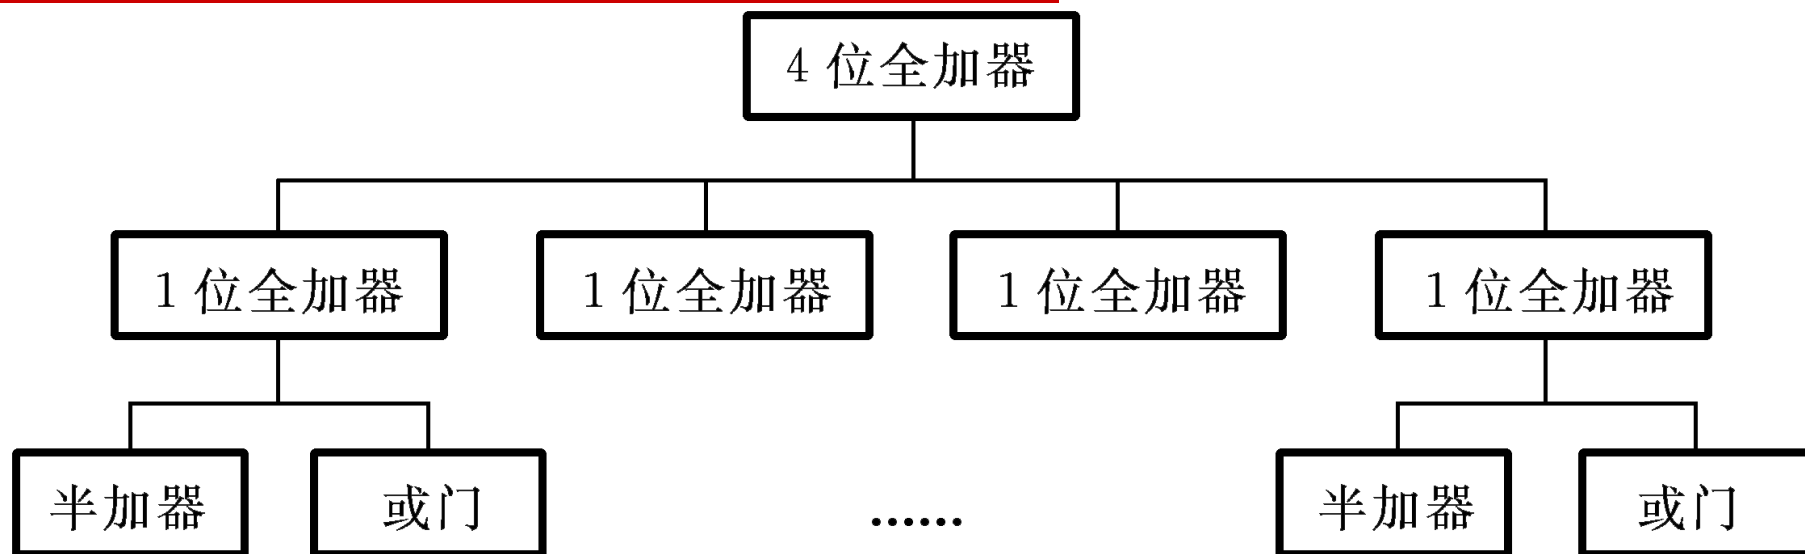 4 位全加器
1 位全加器 1 位全加器 1 位全加器 1 位全加器
半加器 或门 …… 半加器 或门